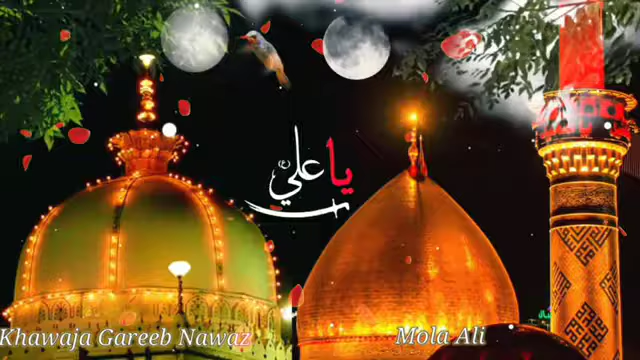 يا علي
Khawaja Gareeb Nawaz
Mola Ali